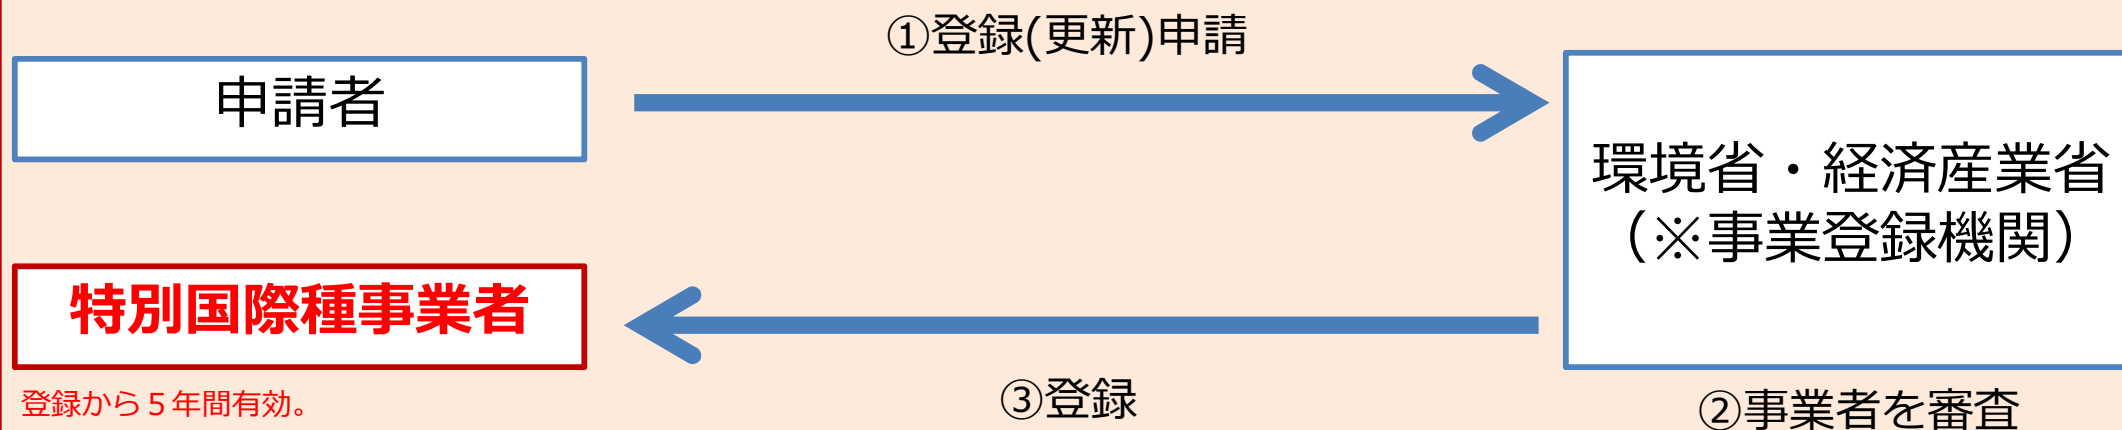 ①登録(更新)申請
申請者
環境省・経済産業省
（※事業登録機関）
特別国際種事業者
登録から５年間有効。
③登録
②事業者を審査